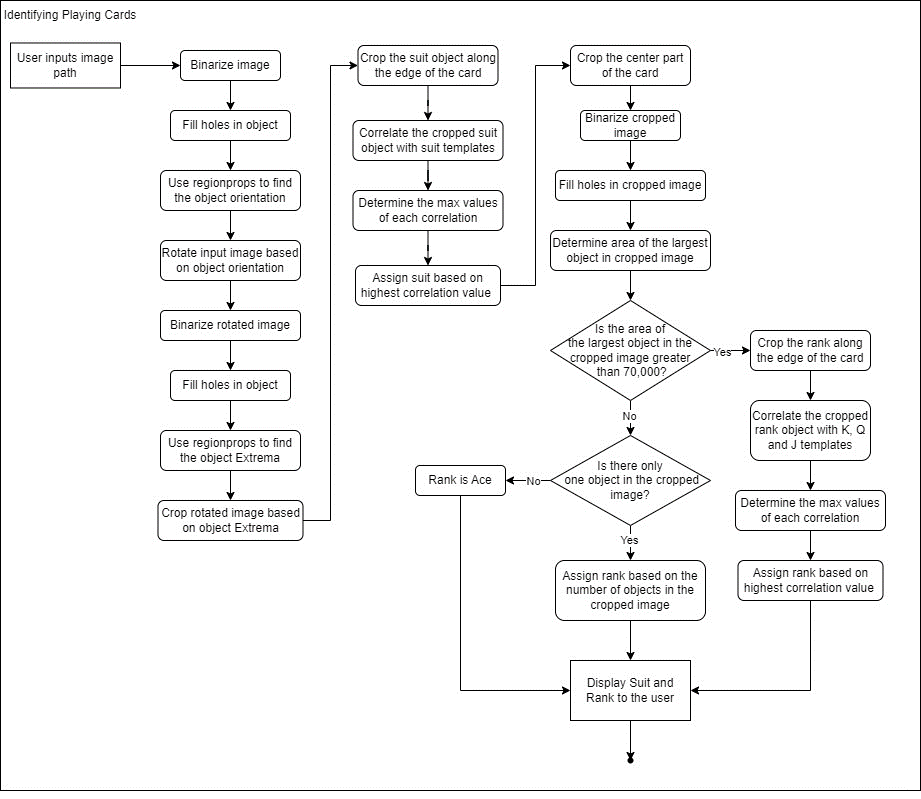 Identifying Playing Cards
User inputs image
path
Binarize image
Fill holes in object
Use regionprops to find
the object orientation
Rotate input image based
on object orientation
Binarize rotated image
Fill holes in object
Use regionprops to find
the object Extrema
Crop rotated image based
on object Extrema
Crop the suit object along
the edge of the card
Correlate the cropped suit
object with suit templates
Determine the max values
of each correlation
Assign suit based on
highest correlation value
Crop the center part
of the card
Binarize cropped
image
Fill holes in cropped image
Determine area of the largest
object in cropped image
Is the area of
the largest object in the
cropped image greater
than 70,000?
Yes
No
Crop the rank along
the edge of the card
Correlate the cropped
rank object with K, Q
and J templates
Determine the max values
of each correlation
Assign rank based on
highest correlation value
Is there only
one object in the cropped
image?
No
Rank is Ace
Yes
Assign rank based on the
number of objects in the
cropped image
Display Suit and
Rank to the user